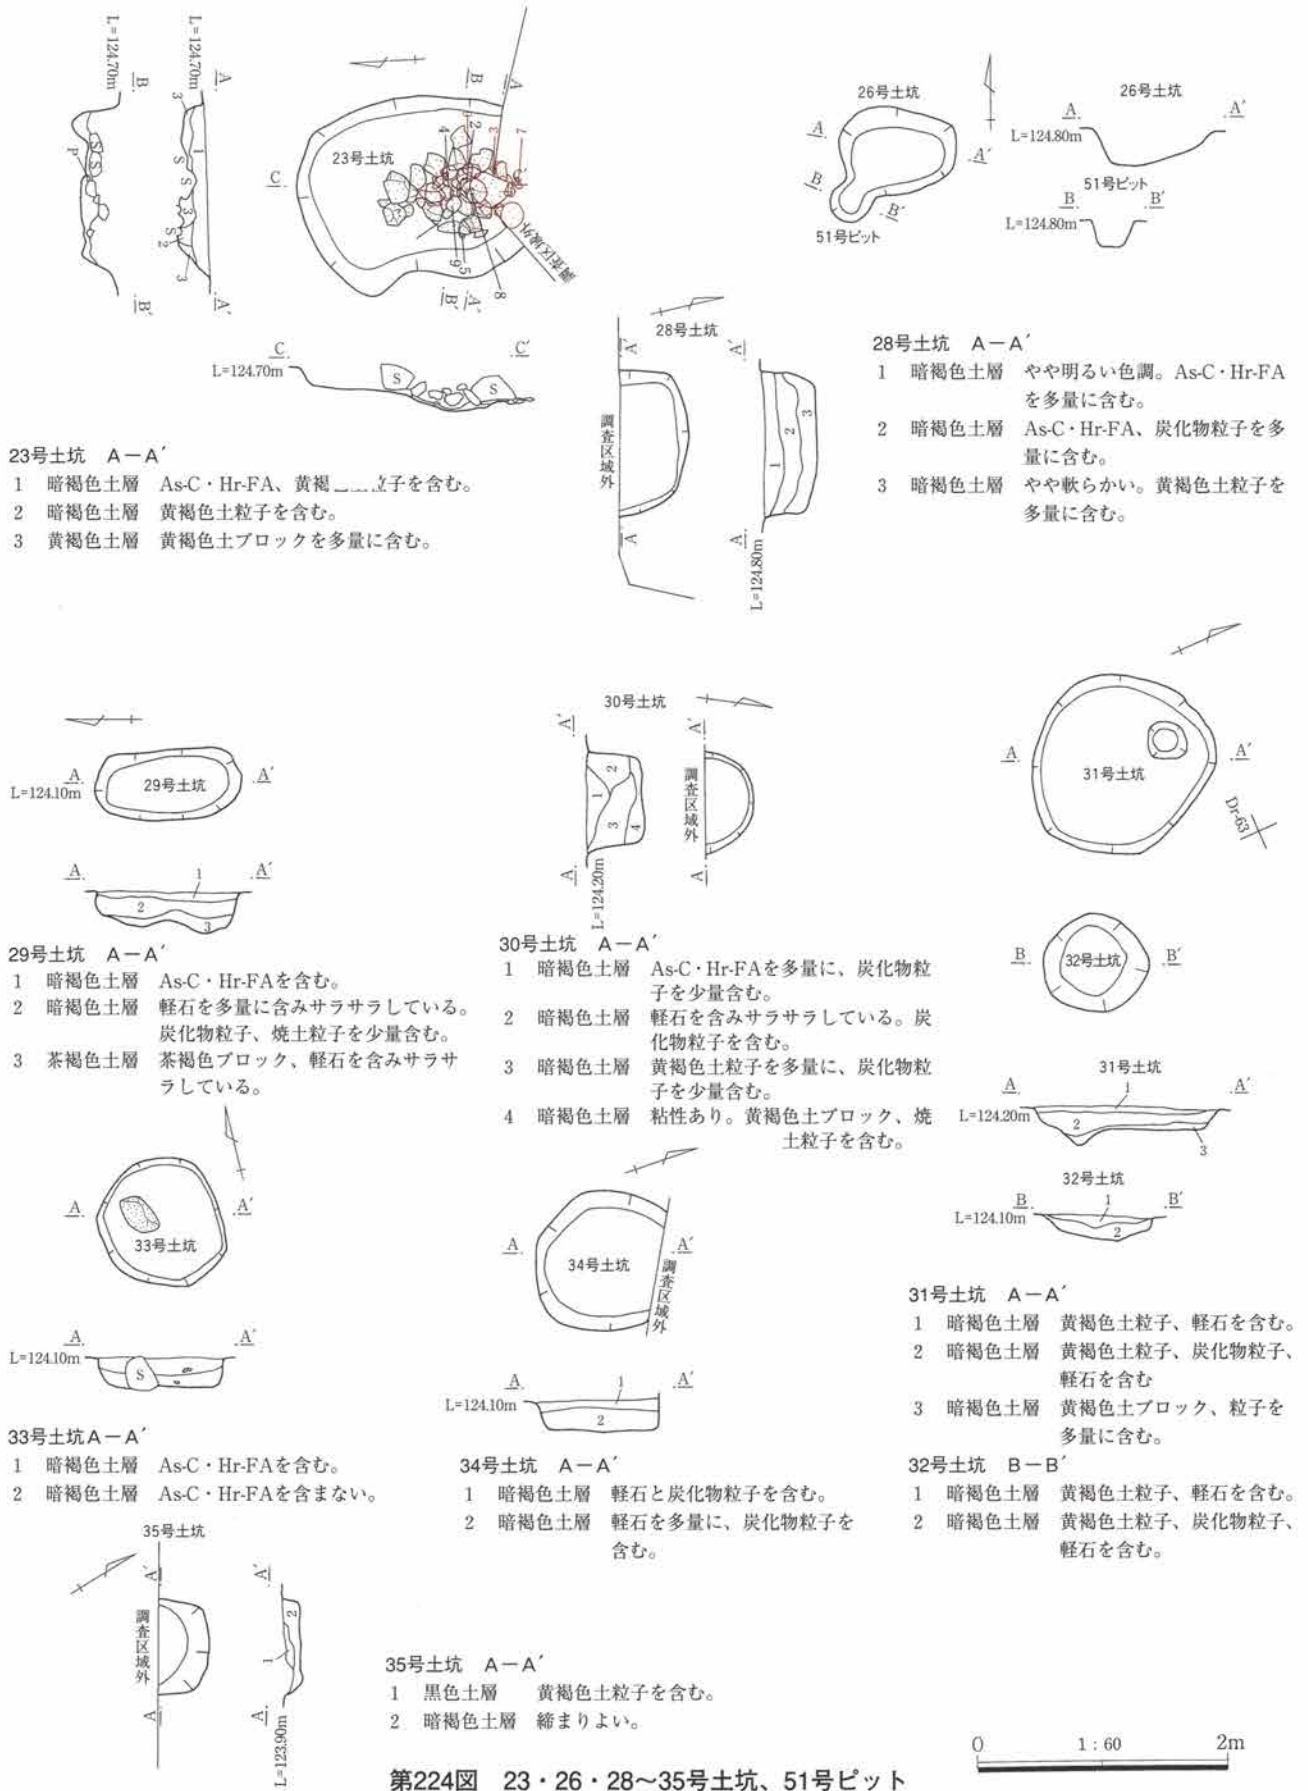 L=124.70m
L=124.70m
B
A
B
A
3
1
S
S
P
S
S
3
S
2
3
B′
A′
C
23号土坑
4
1
2
3
7
6
5
8
調査区域外
B′
A′
C
C′
L=124.70m
S
S
23号土坑 A－A′
1 暗褐色土層 As-C・Hr-FA、黄褐 粒子を含む。
2 暗褐色土層 黄褐色土粒子を含む。
3 黄褐色土層 黄褐色土ブロックを多量に含む。
26号土坑
A
A′
B
B′
51号ピット
26号土坑
A
A′
L=124.80m
51号ピット
B
B′
L=124.80m
28号土坑
A′
A′
調査区域外
1
2
3
A
A
L=124.80m
28号土坑 A－A′
1 暗褐色土層 やや明るい色調。As-C・Hr-FA
を多量に含む。
2 暗褐色土層 As-C・Hr-FA、炭化物粒子を多
量に含む。
3 暗褐色土層 やや軟らかい。黄褐色土粒子を
多量に含む。
A
A′
L=124.10m
29号土坑
A
A′
1
2
3
29号土坑 A－A′
1 暗褐色土層 As-C・Hr-FAを含む。
2 暗褐色土層 軽石を多量に含みサラサラしている。
炭化物粒子、焼土粒子を少量含む。
3 茶褐色土層 茶褐色ブロック、軽石を含みサラサ
ラしている。
30号土坑
A′
A′
2
1
3
4
調査区域外
A
A
L=124.20m
30号土坑 A－A′
1 暗褐色土層 As-C・Hr-FAを多量に、炭化物粒
子を少量含む。
2 暗褐色土層 軽石を含みサラサラしている。炭
化物粒子を含む。
3 暗褐色土層 黄褐色土粒子を多量に、炭化物粒
子を少量含む。
4 暗褐色土層 粘性あり。黄褐色土ブロック、焼
土粒子を含む。
A
A′
31号土坑
Dr-63
B
B′
32号土坑
31号土坑
A
A′
L=124.20m
1
2
3
32号土坑
B
B′
L=124.10m
1
2
31号土坑 A－A′
1 暗褐色土層 黄褐色土粒子、軽石を含む。
2 暗褐色土層 黄褐色土粒子、炭化物粒子、
軽石を含む
3 暗褐色土層 黄褐色土ブロック、粒子を
多量に含む。
32号土坑 B－B′
1 暗褐色土層 黄褐色土粒子、軽石を含む。
2 暗褐色土層 黄褐色土粒子、炭化物粒子、
軽石を含む。
A
A′
33号土坑
A
A′
L=124.10m
S
33号土坑A－A′
1 暗褐色土層 As-C・Hr-FAを含む。
2 暗褐色土層 As-C・Hr-FAを含まない。
A
A′
34号土坑
調査区域外
A
A′
L=124.10m
1
2
34号土坑 A－A′
1 暗褐色土層 軽石と炭化物粒子を含む。
2 暗褐色土層 軽石を多量に、炭化物粒子を
含む。
35号土坑
A′
A′
調査区域外
2
1
A
A
L=123.90m
35号土坑 A－A′
1 黒色土層 黄褐色土粒子を含む。
2 暗褐色土層 締まりよい。
0 1：60 2m
第224図 23・26・28〜35号土坑、51号ピット